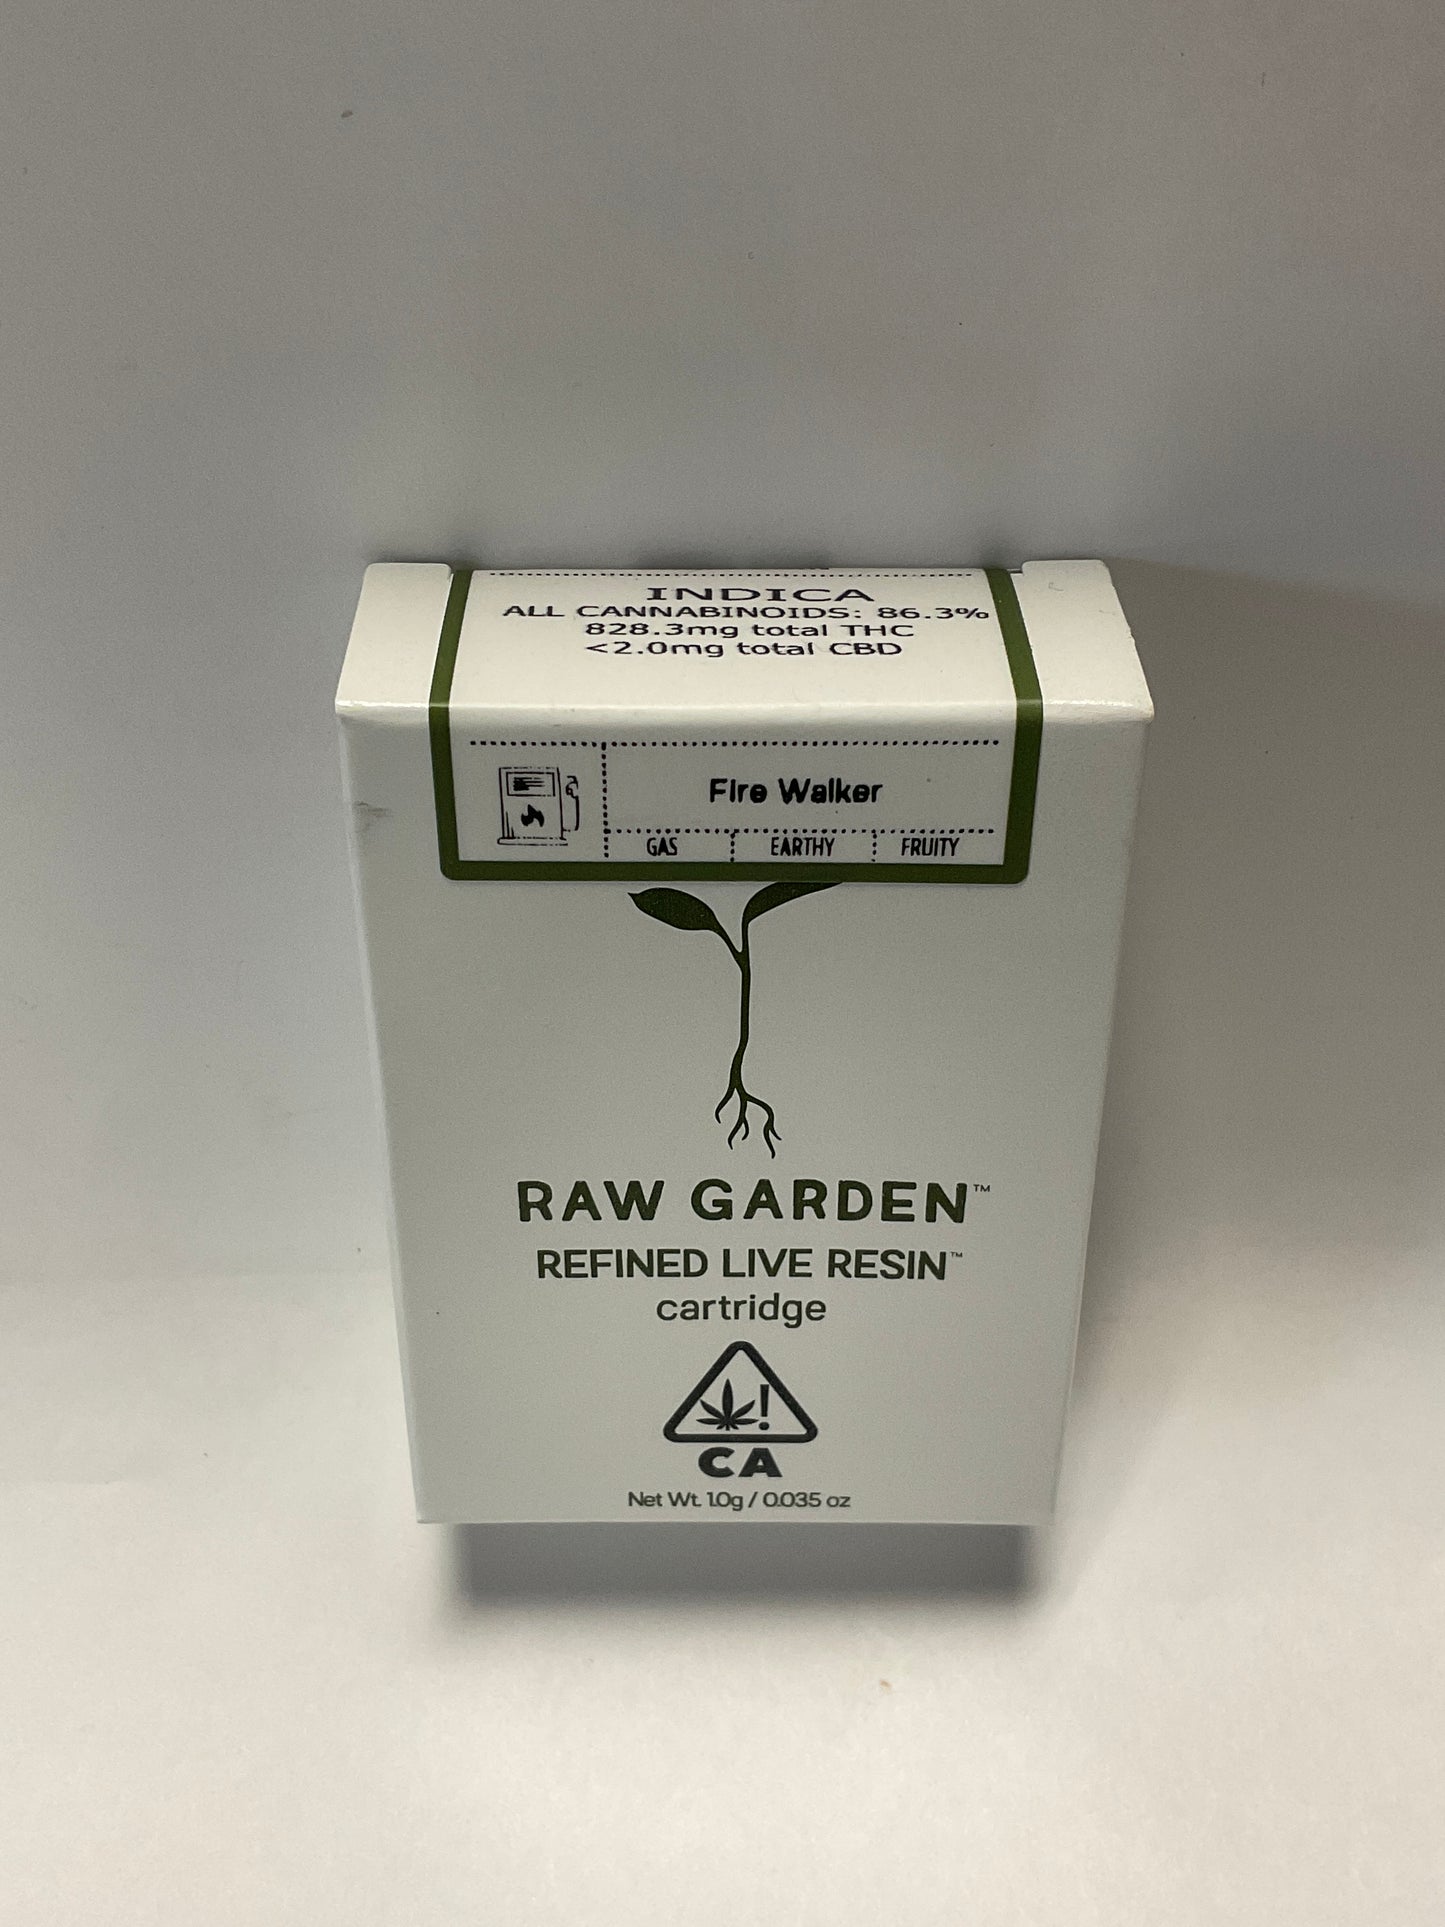 INDICA
ALL CANNABINOIDS: 86.3%
828.3mg total THC
<2.0mg total CBD
Fire Walker
GAS EARTHY FRUITY
RAW GARDEN™
REFINED LIVE RESIN™
cartridge
!
CA
Net Wt. 1.0g / 0.035 oz